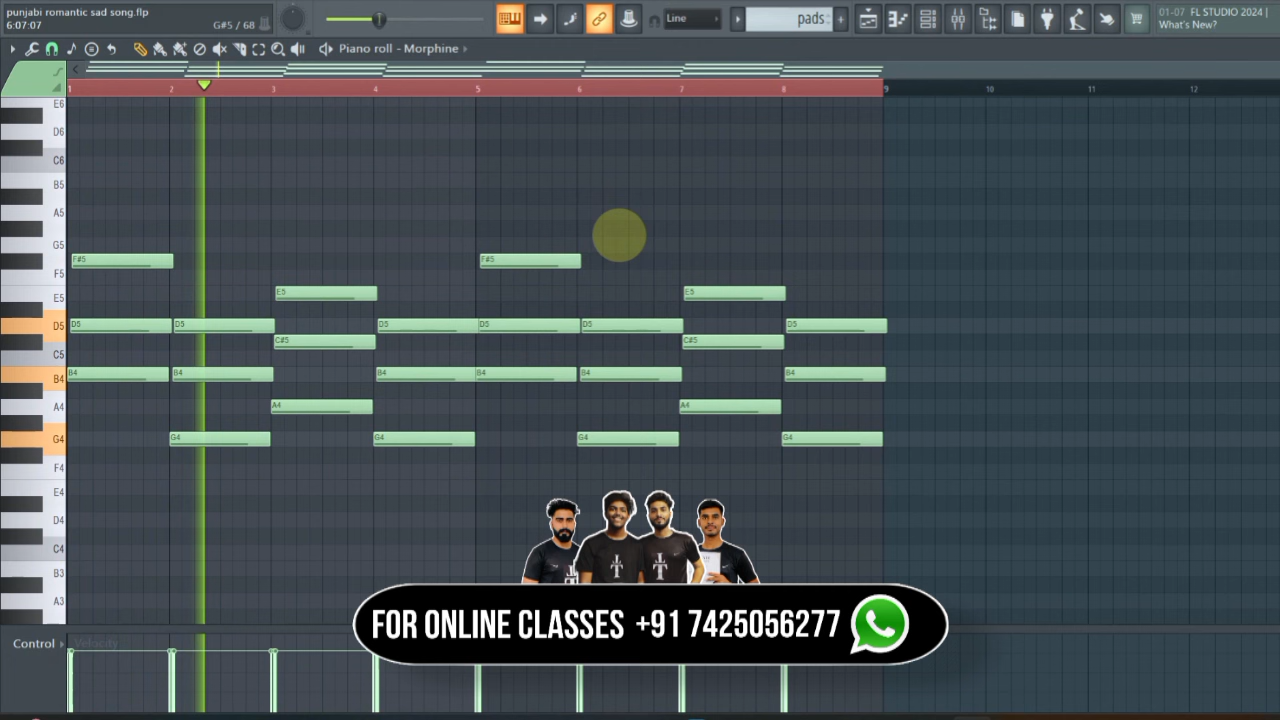 punjabi romantic sad song.flp
6:07:07
G#5 / 68
Line
pads
01-07 FL STUDIO 2024 |
What's New?
Piano roll - Morphine
1 2 3 4 5 6 7 8 9 10 11 12
E6
D6
C6
B5
A5
G5
F#5 F#5
F5
E5 E5 E5
D5 D5 D5 D5 D5 D5 D5
C#5 C#5
C5
B4 B4 B4 B4 B4 B4 B4
A4 A4 A4
G4 G4 G4 G4 G4
F4
E4
D4
C4
B3
A3
FOR ONLINE CLASSES +91 7425056277
Control
Velocity